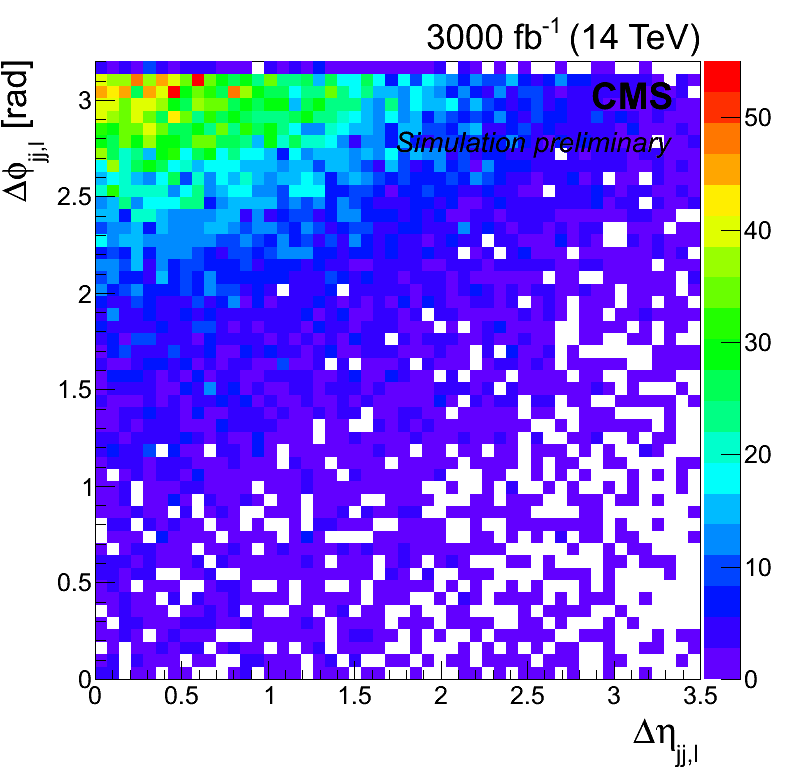 3000 fb⁻¹ (14 TeV)
Δϕjj,l [rad]
CMS
Simulation preliminary
3
2.5
2
1.5
1
0.5
0
0 0.5 1 1.5 2 2.5 3 3.5
Δηjj,l
50
40
30
20
10
0